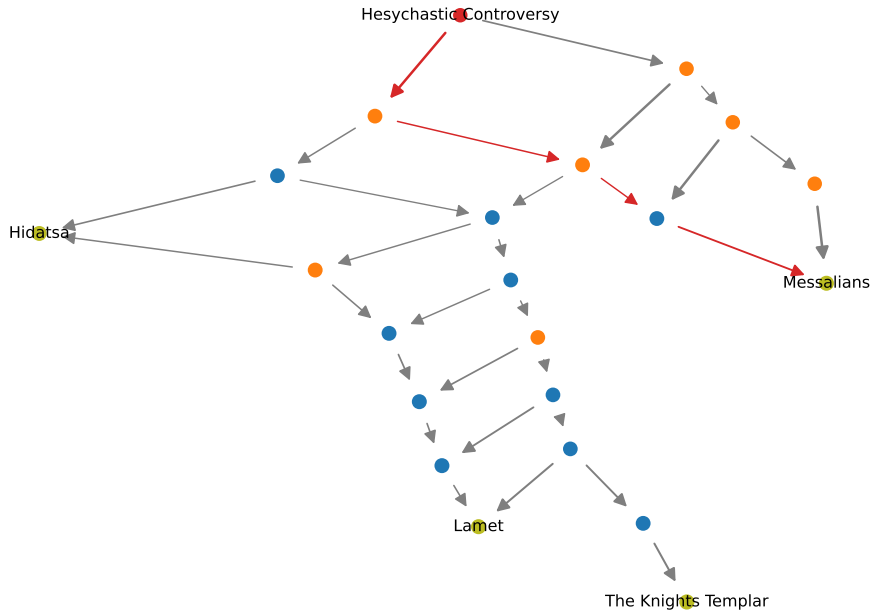 Hesychastic Controversy
Hidatsa
Messalians
Lamet
The Knights Templar